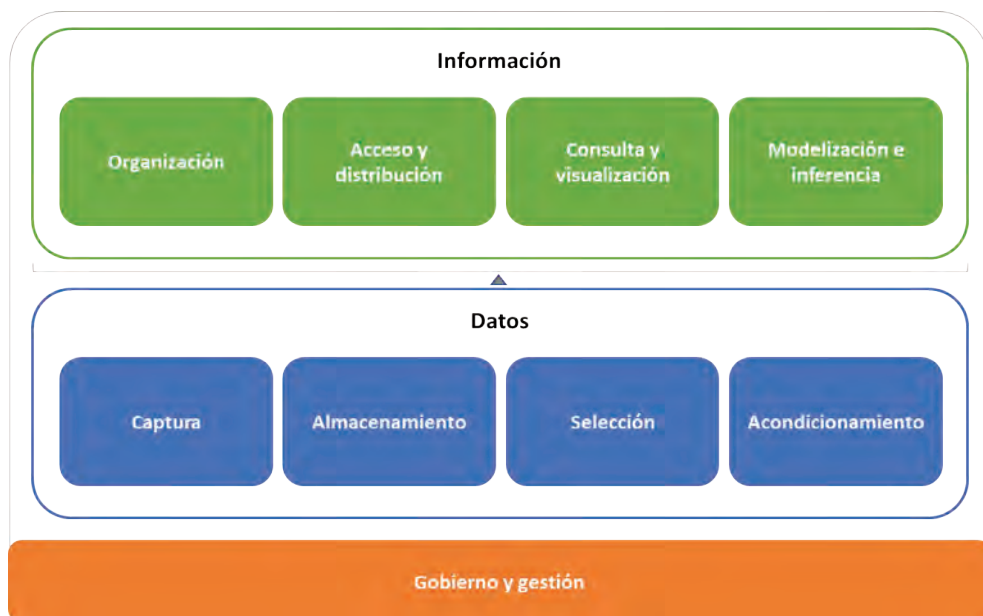 Información
Organización
Acceso y
distribución
Consulta y
visualización
Modelización e
inferencia
Datos
Captura
Almacenamiento
Selección
Acondicionamiento
Gobierno y gestión